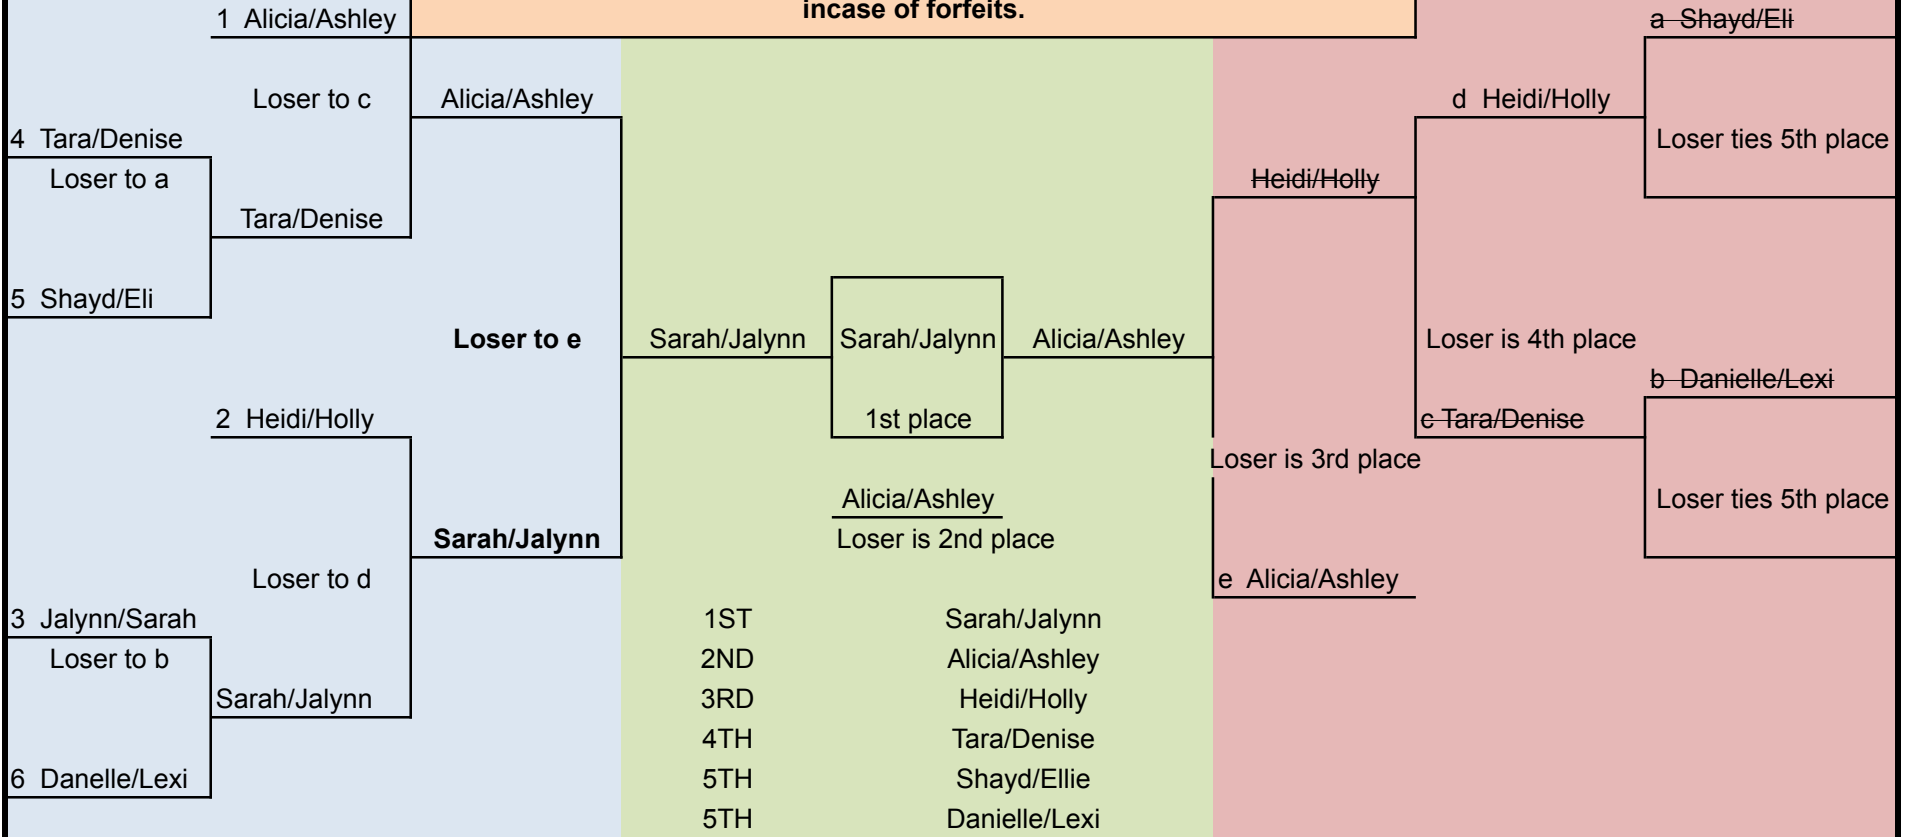 incase of forfeits.
1 Alicia/Ashley
a Shayd/Eli
Loser to c
Alicia/Ashley
d Heidi/Holly
4 Tara/Denise
Loser ties 5th place
Loser to a
Heidi/Holly
Tara/Denise
5 Shayd/Eli
Loser to e
Sarah/Jalynn
Sarah/Jalynn
Alicia/Ashley
Loser is 4th place
b Danielle/Lexi
2 Heidi/Holly
1st place
c Tara/Denise
Loser is 3rd place
Alicia/Ashley
Loser ties 5th place
Sarah/Jalynn
Loser is 2nd place
Loser to d
e Alicia/Ashley
3 Jalynn/Sarah
1ST Sarah/Jalynn
Loser to b
2ND Alicia/Ashley
Sarah/Jalynn
3RD Heidi/Holly
4TH Tara/Denise
6 Danelle/Lexi
5TH Shayd/Ellie
5TH Danielle/Lexi